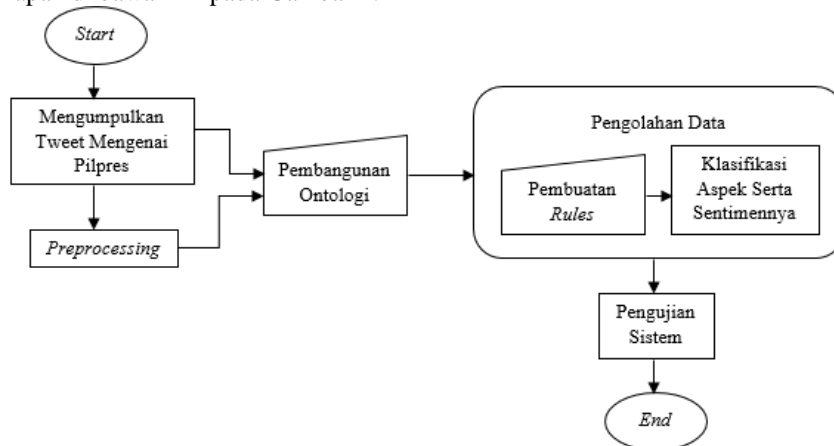 Start
Mengumpulkan
Tweet Mengenai
Pilpres
Preprocessing
Pembangunan
Ontologi
Pengolahan Data
Pembuatan
Rules
Klasifikasi
Aspek Serta
Sentimennya
Pengujian
Sistem
End